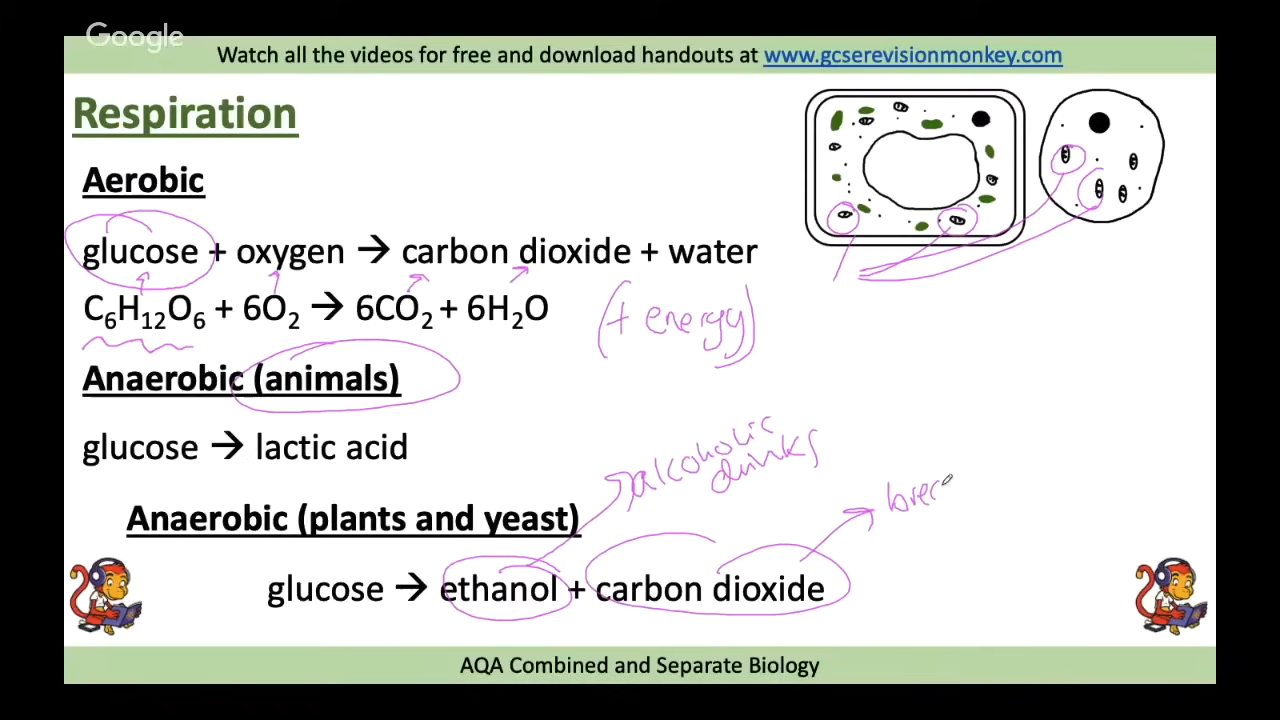 Google
Watch all the videos for free and download handouts at www.gcserevisionmonkey.com
Respiration
Aerobic
glucose + oxygen → carbon dioxide + water
C₆H₁₂O₆ + 6O₂ → 6CO₂ + 6H₂O
(+ energy)
Anaerobic (animals)
glucose → lactic acid
alcoholic
drinks
Anaerobic (plants and yeast)
glucose → ethanol + carbon dioxide
AQA Combined and Separate Biology